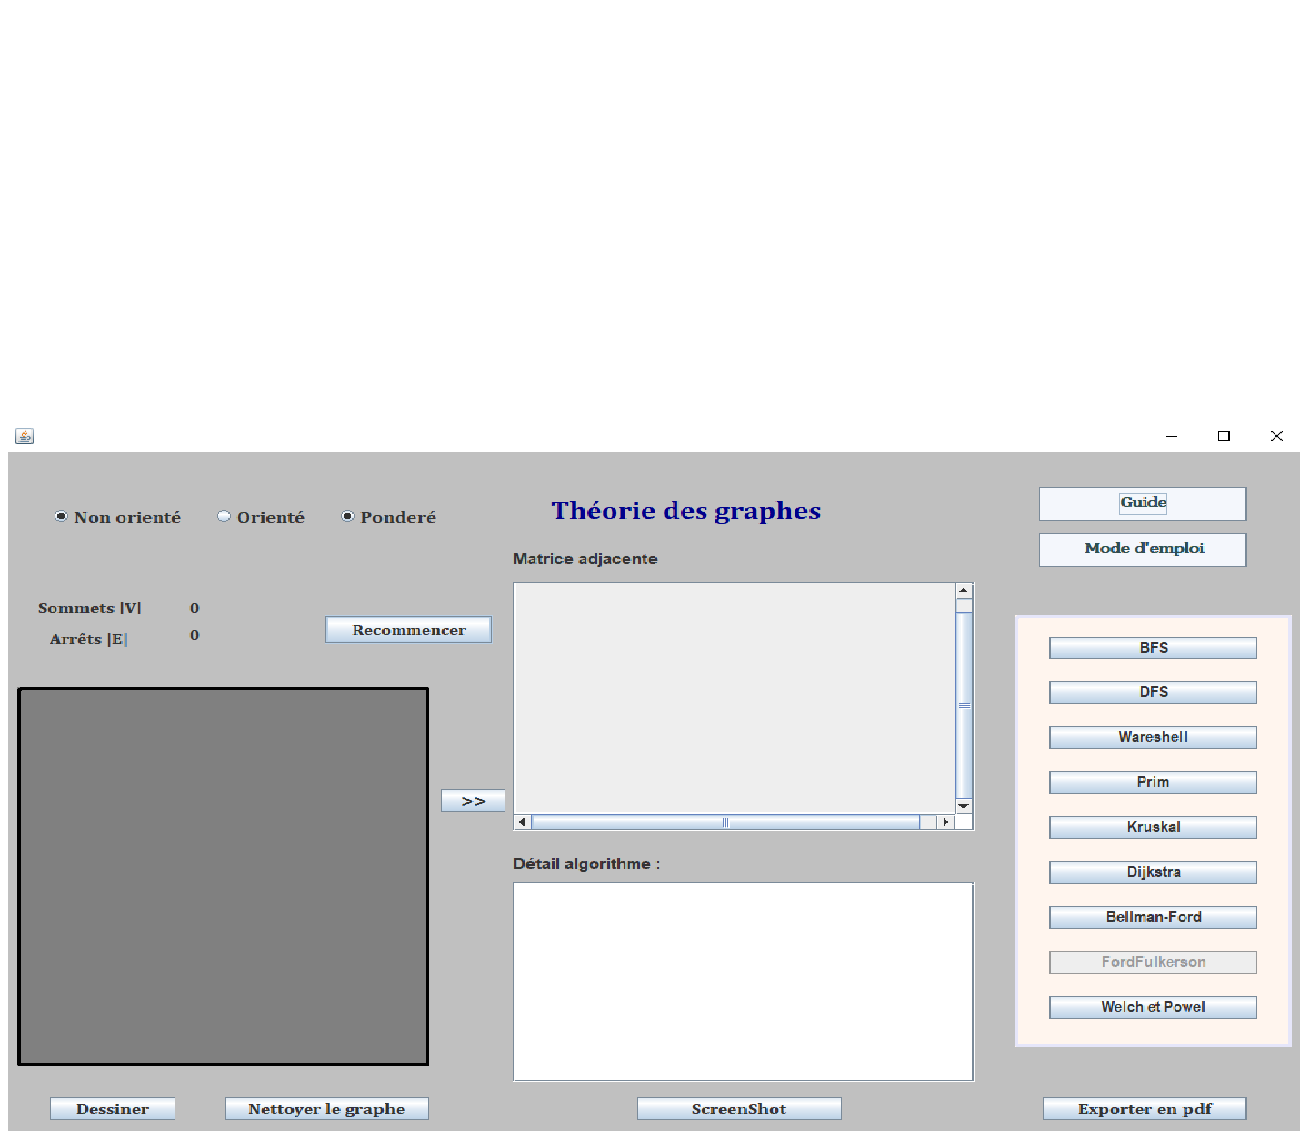 Non orienté
Orienté
Ponderé
Théorie des graphes
Guide
Mode d'emploi
Matrice adjacente
Sommets |V|
0
Arrêts |E|
0
Recommencer
>>
BFS
DFS
Wareshell
Prim
Kruskal
Dijkstra
Bellman-Ford
FordFulkerson
Welch et Powel
Détail algorithme :
Dessiner
Nettoyer le graphe
ScreenShot
Exporter en pdf